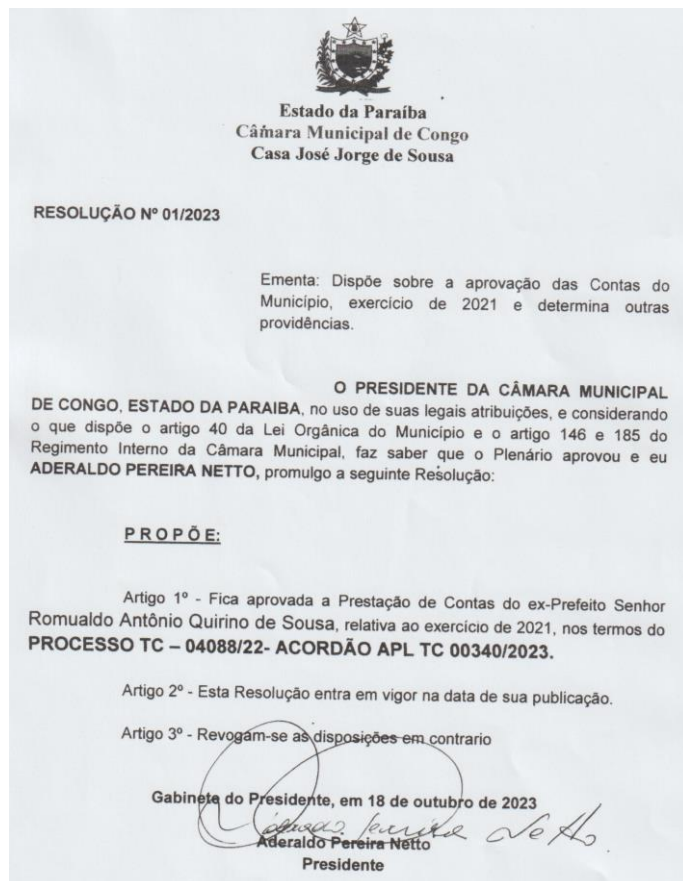 Estado da Paraíba
Câmara Municipal de Congo
Casa José Jorge de Sousa
RESOLUÇÃO Nº 01/2023
Ementa: Dispõe sobre a aprovação das Contas do
Município, exercício de 2021 e determina outras
providências.
O PRESIDENTE DA CÂMARA MUNICIPAL
DE CONGO, ESTADO DA PARAIBA, no uso de suas legais atribuições, e considerando
o que dispõe o artigo 40 da Lei Orgânica do Município e o artigo 146 e 185 do
Regimento Interno da Câmara Municipal, faz saber que o Plenário aprovou e eu
ADERALDO PEREIRA NETTO, promulgo a seguinte Resolução:
P R O P Õ E:
Artigo 1º - Fica aprovada a Prestação de Contas do ex-Prefeito Senhor
Romualdo Antônio Quirino de Sousa, relativa ao exercício de 2021, nos termos do
PROCESSO TC – 04088/22- ACORDÃO APL TC 00340/2023.
Artigo 2º - Esta Resolução entra em vigor na data de sua publicação.
Artigo 3º - Revogam-se as disposições em contrario
Gabinete do Presidente, em 18 de outubro de 2023
Aderaldo Pereira Netto
Aderaldo Pereira Netto
Presidente